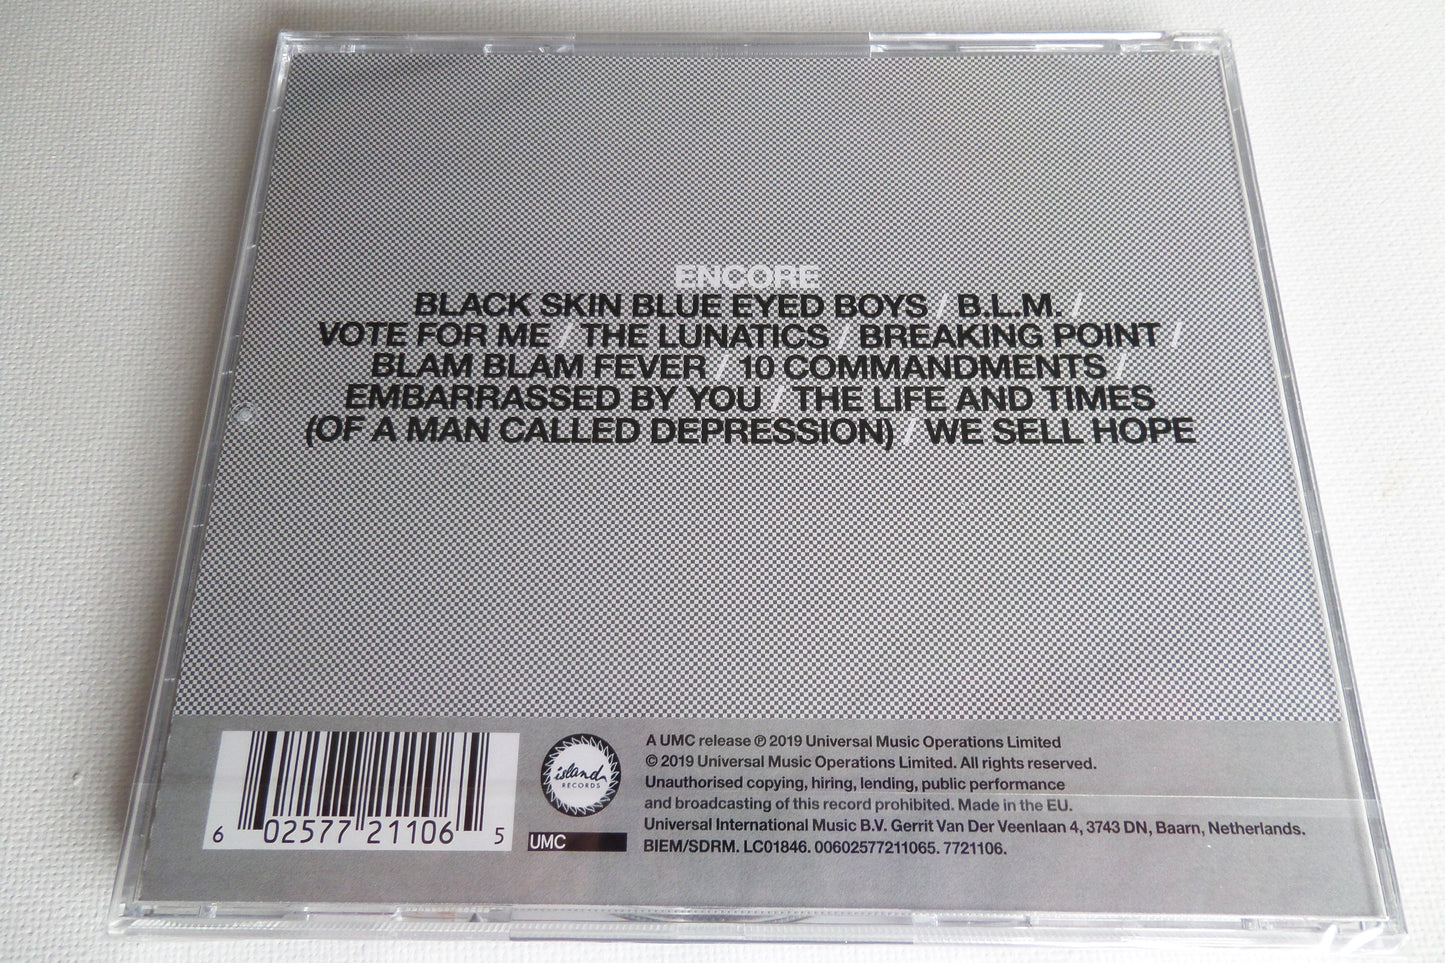 ENCORE
BLACK SKIN BLUE EYED BOYS / B.L.M. /
VOTE FOR ME / THE LUNATICS / BREAKING POINT /
BLAM BLAM FEVER / 10 COMMANDMENTS /
EMBARRASSED BY YOU / THE LIFE AND TIMES
(OF A MAN CALLED DEPRESSION) / WE SELL HOPE
6 02577 21106 5
island
RECORDS
UMC
A UMC release ℗ 2019 Universal Music Operations Limited
© 2019 Universal Music Operations Limited. All rights reserved.
Unauthorised copying, hiring, lending, public performance
and broadcasting of this record prohibited. Made in the EU.
Universal International Music B.V. Gerrit Van Der Veenlaan 4, 3743 DN, Baarn, Netherlands.
BIEM/SDRM. LC01846. 00602577211065. 7721106.